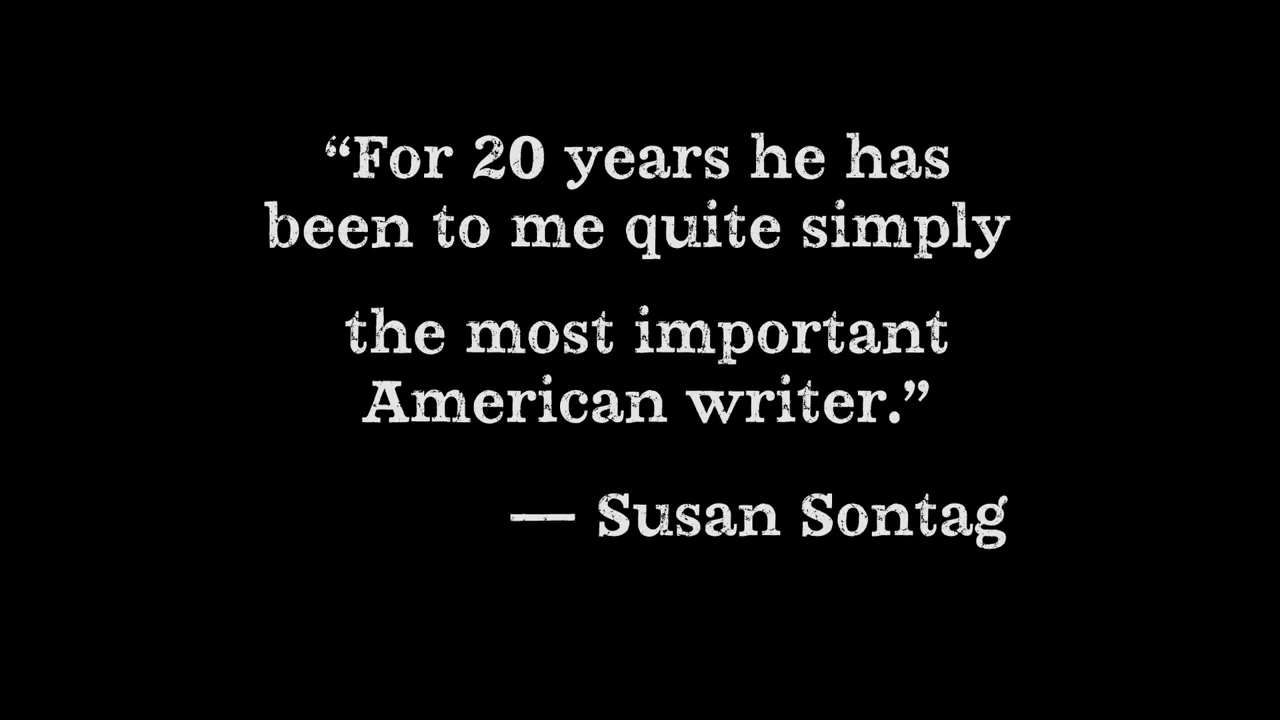 “For 20 years he has
been to me quite simply
the most important
American writer.”
— Susan Sontag